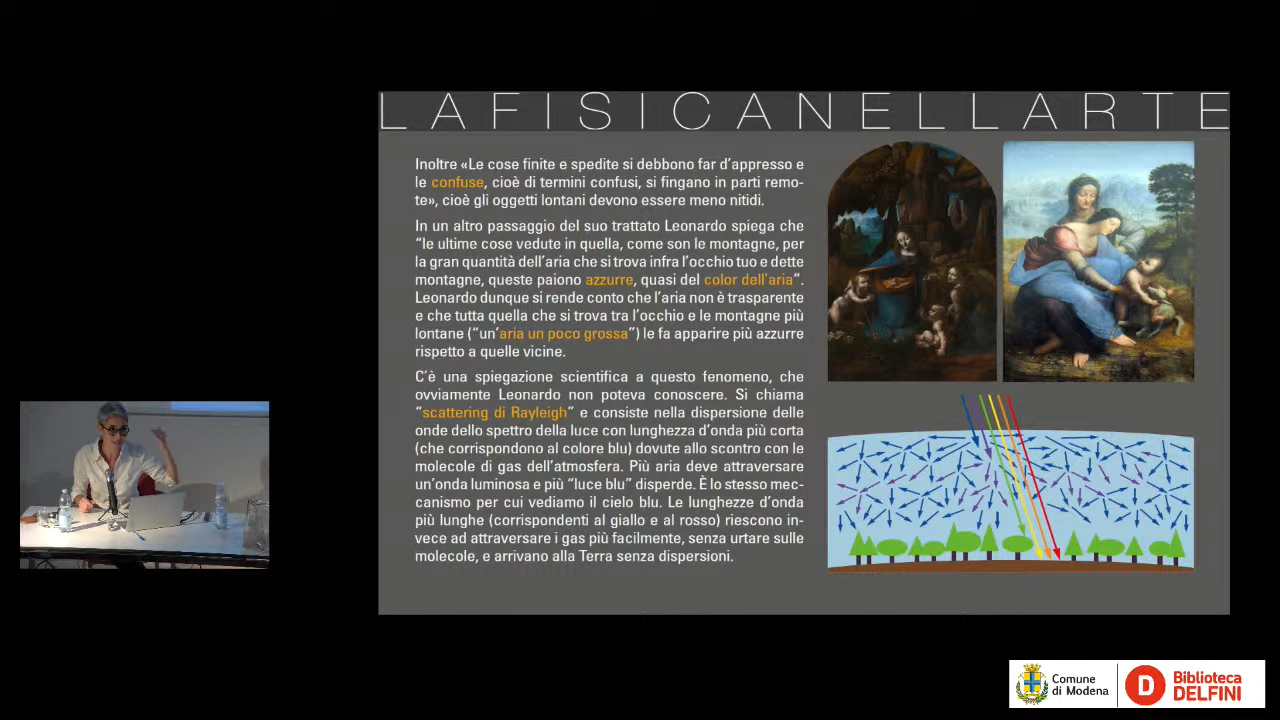 LAFISICANELLARTE
Inoltre «Le cose finite e spedite si debbono far d'appresso e
le confuse, cioè di termini confusi, si fingano in parti remo-
te», cioè gli oggetti lontani devono essere meno nitidi.
In un altro passaggio del suo trattato Leonardo spiega che
“le ultime cose vedute in quella, come son le montagne, per
la gran quantità dell'aria che si trova infra l'occhio tuo e dette
montagne, queste paiono azzurre, quasi del color dell'aria”.
Leonardo dunque si rende conto che l'aria non è trasparente
e che tutta quella che si trova tra l'occhio e le montagne più
lontane (“un'aria un poco grossa”) le fa apparire più azzurre
rispetto a quelle vicine.
C'è una spiegazione scientifica a questo fenomeno, che
ovviamente Leonardo non poteva conoscere. Si chiama
“scattering di Rayleigh” e consiste nella dispersione delle
onde dello spettro della luce con lunghezza d'onda più corta
(che corrispondono al colore blu) dovute allo scontro con le
molecole di gas dell'atmosfera. Più aria deve attraversare
un'onda luminosa e più “luce blu” disperde. È lo stesso mec-
canismo per cui vediamo il cielo blu. Le lunghezze d'onda
più lunghe (corrispondenti al giallo e al rosso) riescono in-
vece ad attraversare i gas più facilmente, senza urtare sulle
molecole, e arrivano alla Terra senza dispersioni.
Comune
di Modena
D
Biblioteca
DELFINI